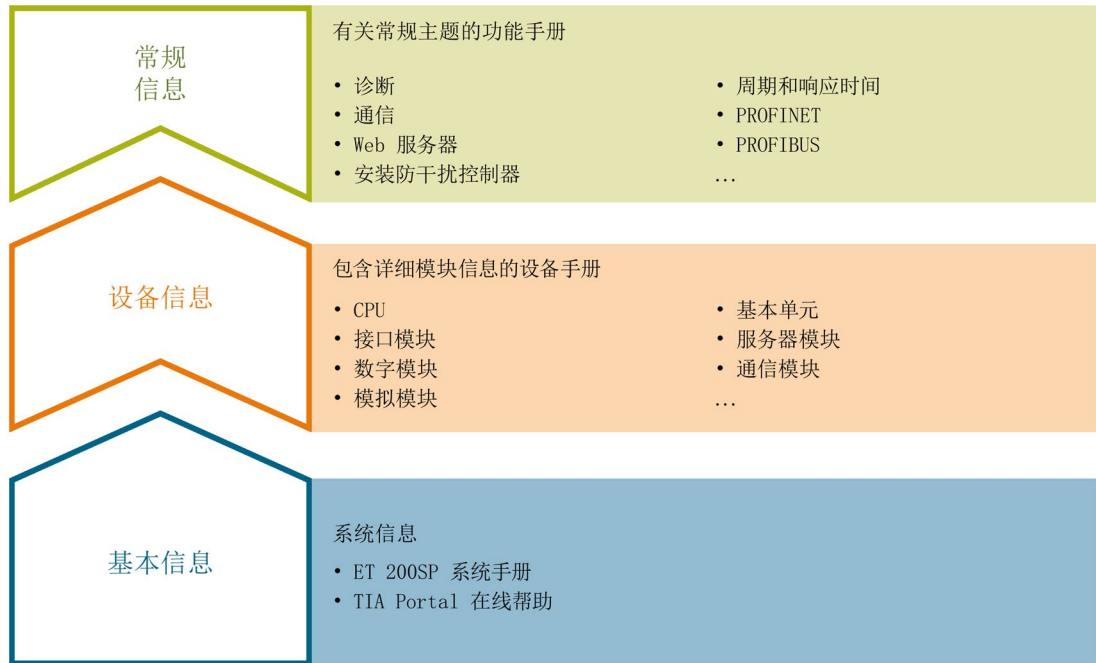 常规
信息
有关常规主题的功能手册
• 诊断
• 通信
• Web 服务器
• 安装防干扰控制器
• 周期和响应时间
• PROFINET
• PROFIBUS
...
设备信息
包含详细模块信息的设备手册
• CPU
• 接口模块
• 数字模块
• 模拟模块
• 基本单元
• 服务器模块
• 通信模块
...
基本信息
系统信息
• ET 200SP 系统手册
• TIA Portal 在线帮助